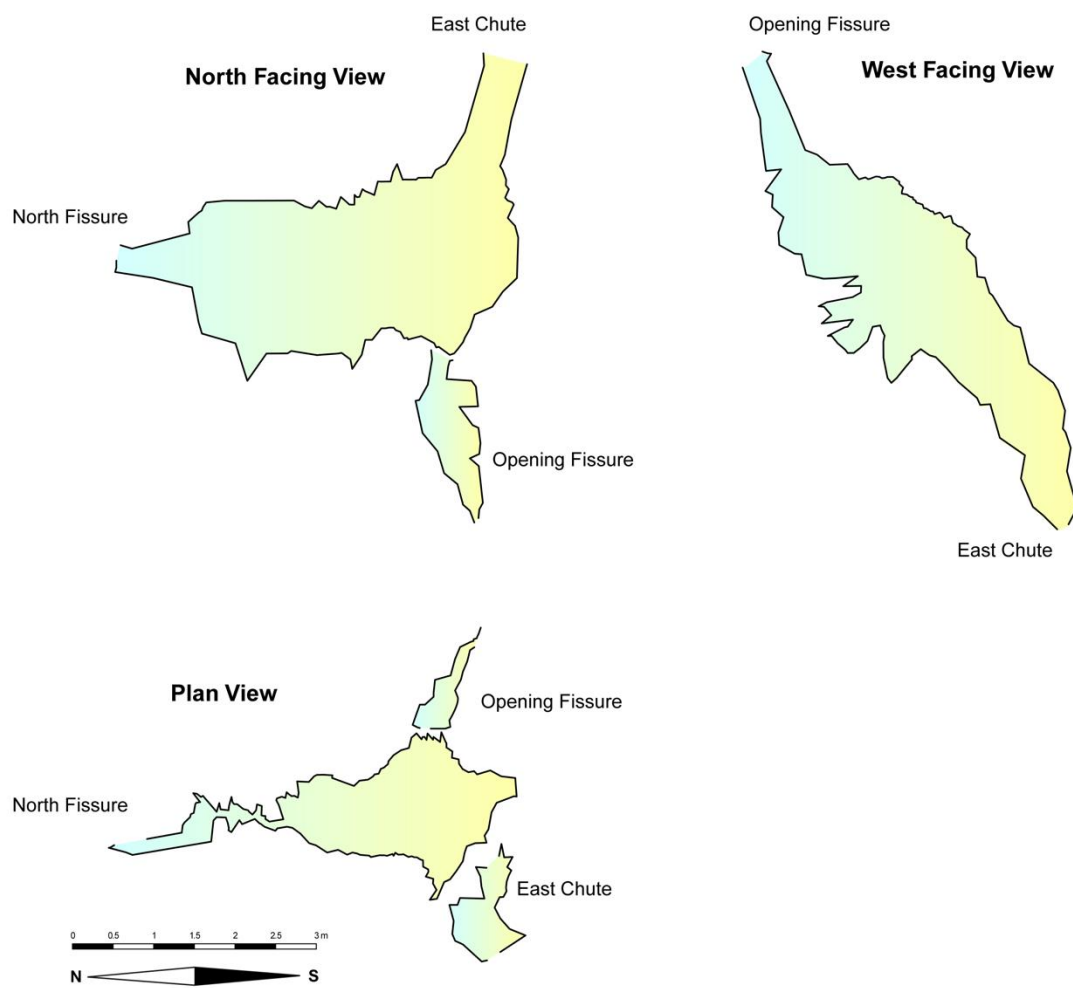 East Chute
Opening Fissure
North Facing View
West Facing View
North Fissure
Opening Fissure
East Chute
Plan View
Opening Fissure
North Fissure
East Chute
0 0.5 1 1.5 2 2.5 3 m
N S